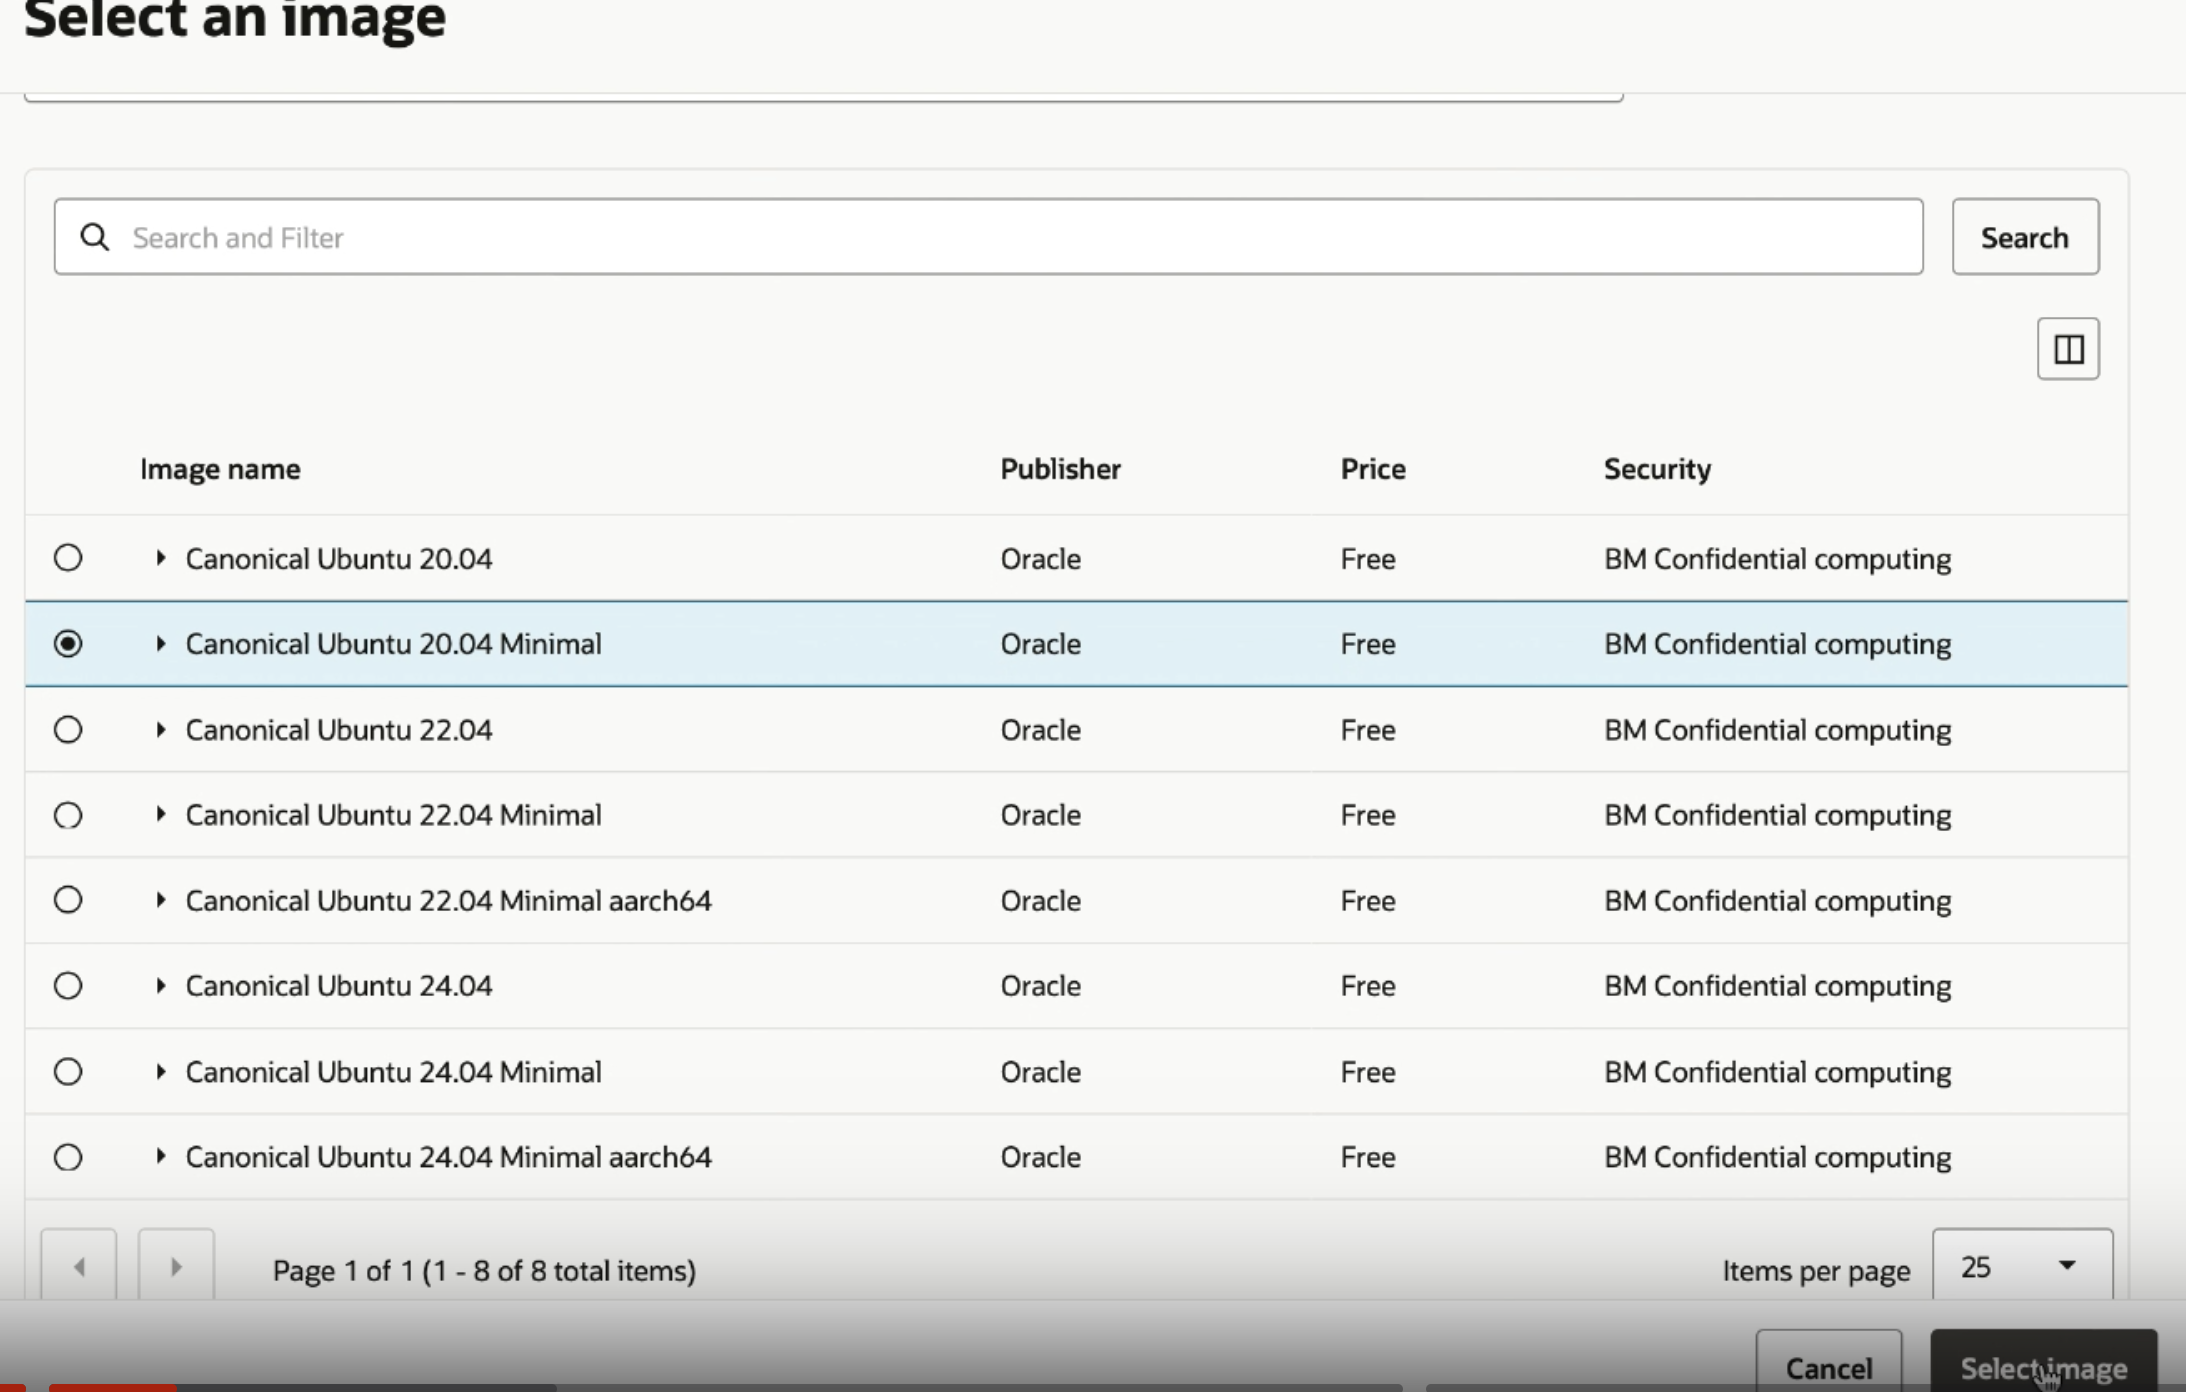 Select an image
Search and Filter
Search
Image name Publisher Price Security
Canonical Ubuntu 20.04 Oracle Free BM Confidential computing
Canonical Ubuntu 20.04 Minimal Oracle Free BM Confidential computing
Canonical Ubuntu 22.04 Oracle Free BM Confidential computing
Canonical Ubuntu 22.04 Minimal Oracle Free BM Confidential computing
Canonical Ubuntu 22.04 Minimal aarch64 Oracle Free BM Confidential computing
Canonical Ubuntu 24.04 Oracle Free BM Confidential computing
Canonical Ubuntu 24.04 Minimal Oracle Free BM Confidential computing
Canonical Ubuntu 24.04 Minimal aarch64 Oracle Free BM Confidential computing
Page 1 of 1 (1 - 8 of 8 total items) Items per page 25
Cancel Select image